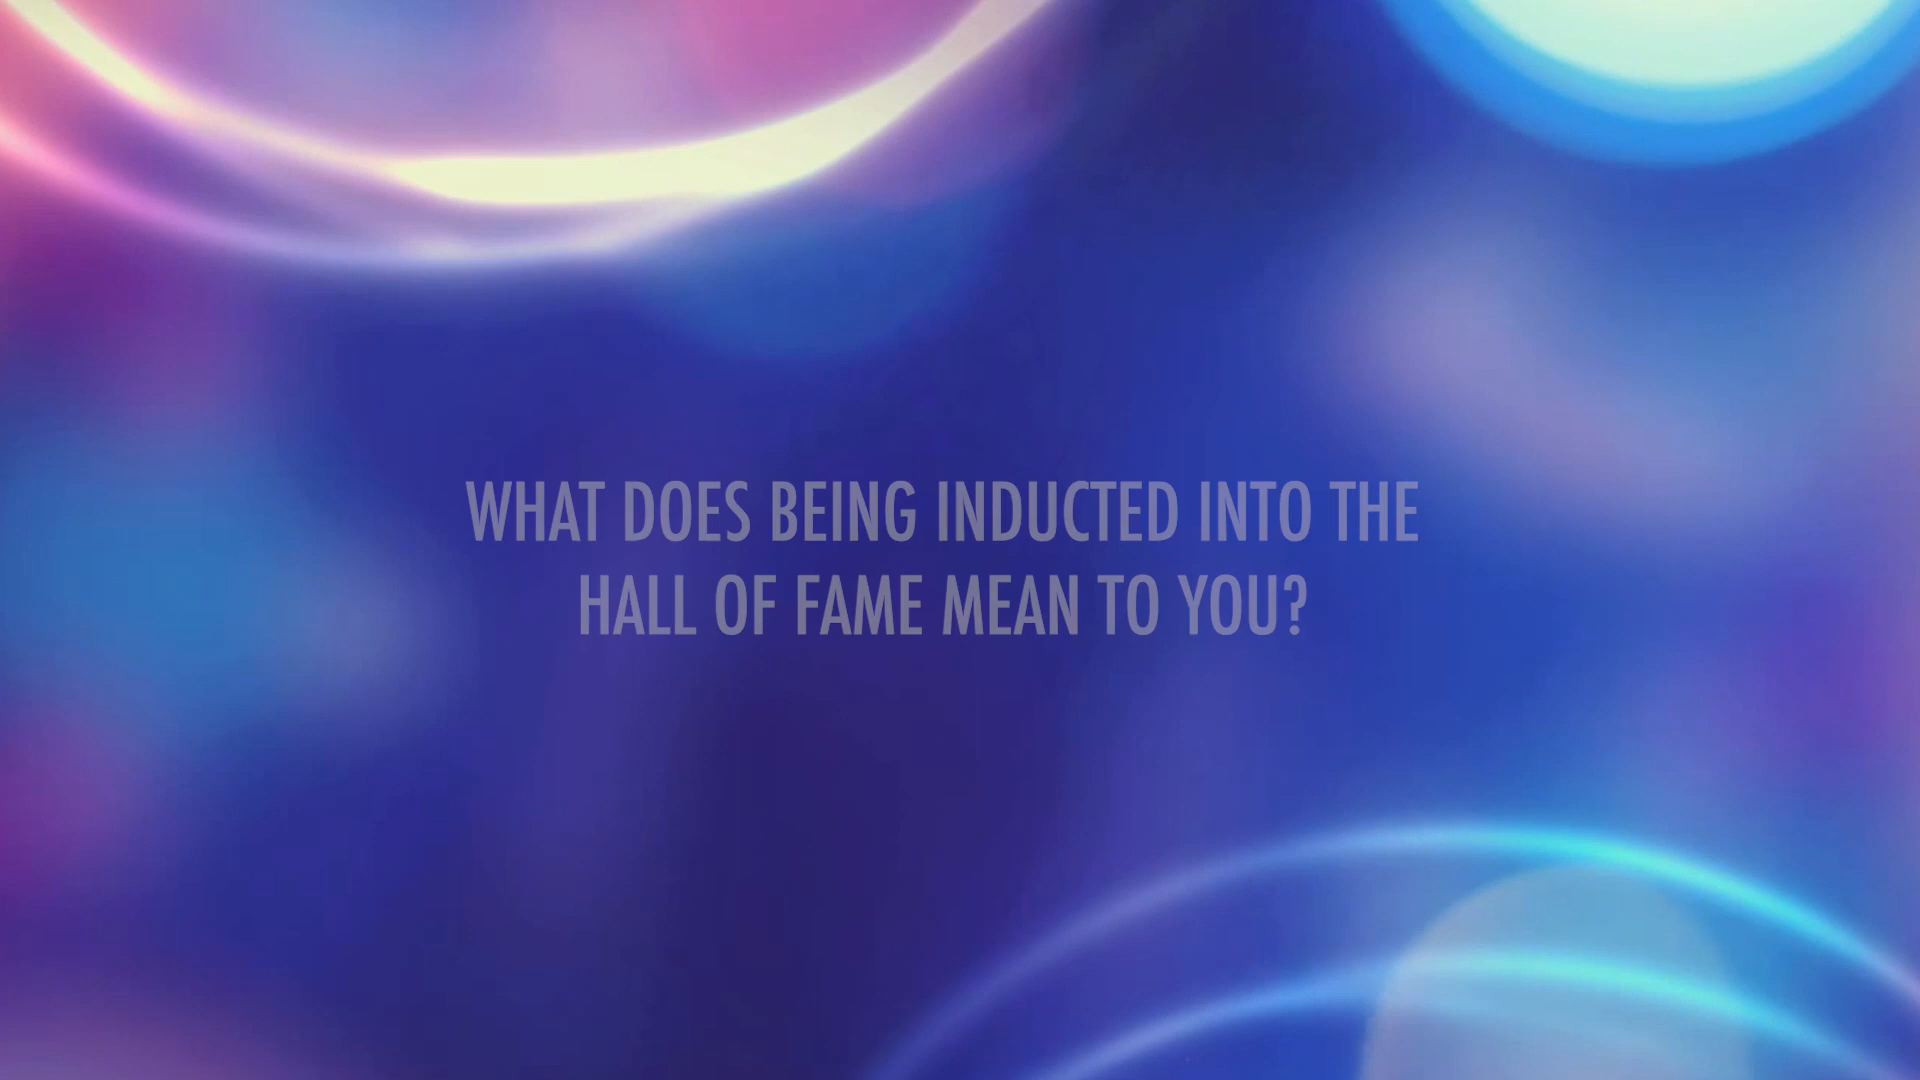 WHAT DOES BEING INDUCTED INTO THE
HALL OF FAME MEAN TO YOU?